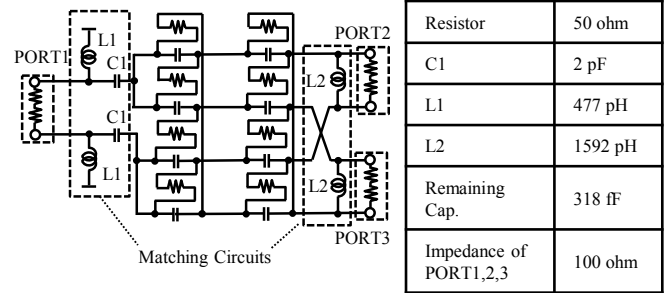 PORT1
L1
C1
C1
L1
L2
L2
PORT2
PORT3
Matching Circuits
Resistor 50 ohm
C1 2 pF
L1 477 pH
L2 1592 pH
Remaining
Cap. 318 fF
Impedance of
PORT1,2,3 100 ohm